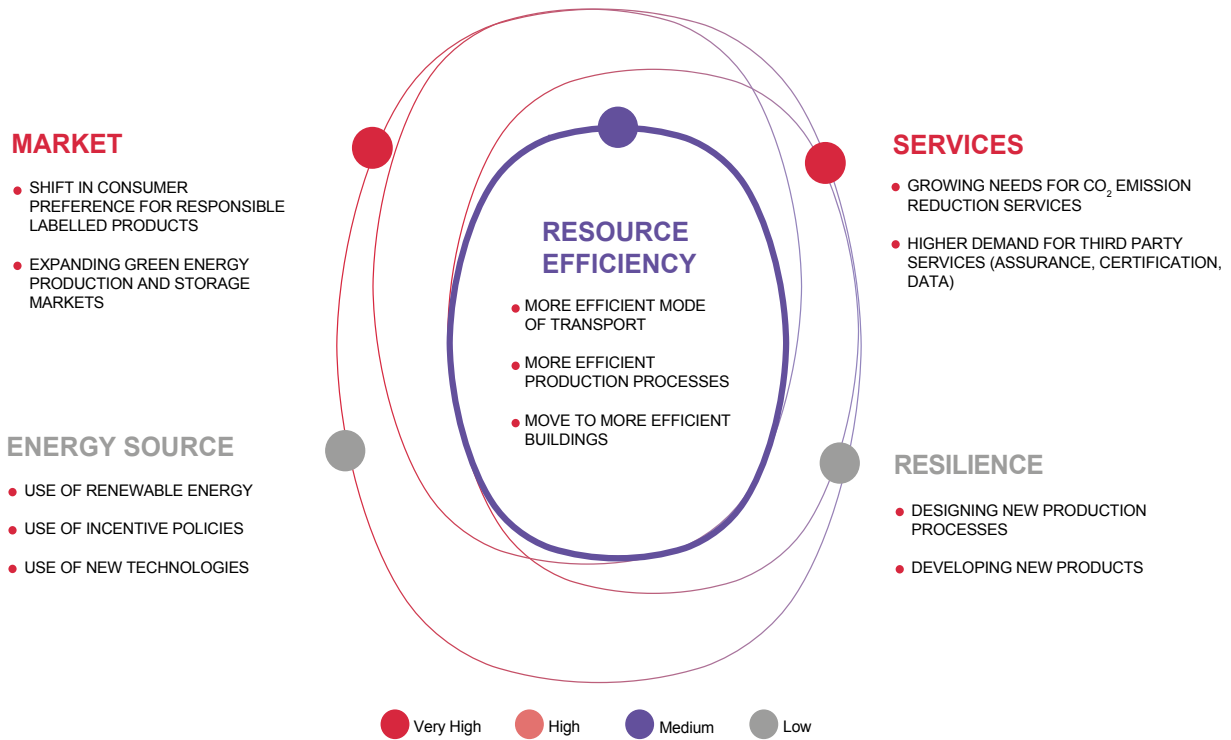 MARKET
SHIFT IN CONSUMER
PREFERENCE FOR RESPONSIBLE
LABELLED PRODUCTS
EXPANDING GREEN ENERGY
PRODUCTION AND STORAGE
MARKETS
ENERGY SOURCE
USE OF RENEWABLE ENERGY
USE OF INCENTIVE POLICIES
USE OF NEW TECHNOLOGIES
RESOURCE
EFFICIENCY
MORE EFFICIENT MODE
OF TRANSPORT
MORE EFFICIENT
PRODUCTION PROCESSES
MOVE TO MORE EFFICIENT
BUILDINGS
SERVICES
GROWING NEEDS FOR CO₂ EMISSION
REDUCTION SERVICES
HIGHER DEMAND FOR THIRD PARTY
SERVICES (ASSURANCE, CERTIFICATION,
DATA)
RESILIENCE
DESIGNING NEW PRODUCTION
PROCESSES
DEVELOPING NEW PRODUCTS
Very High
High
Medium
Low